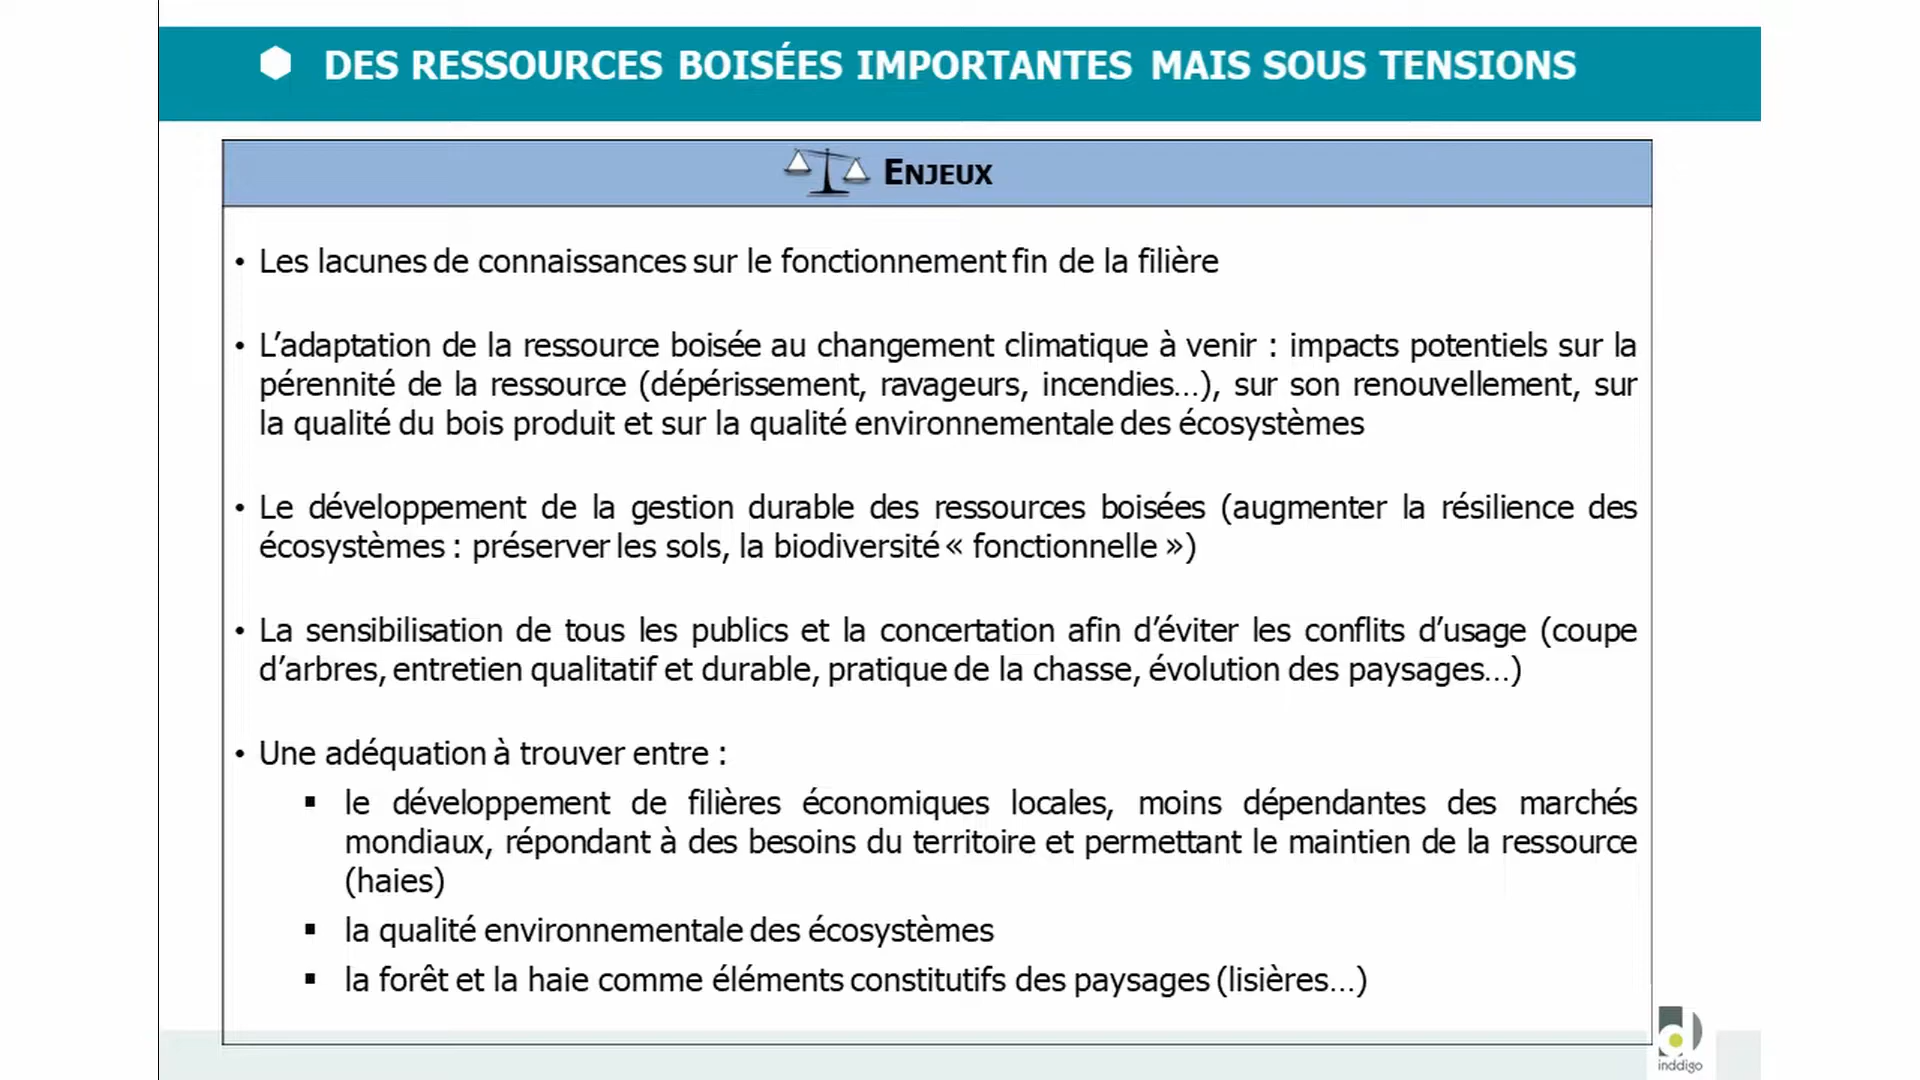 DES RESSOURCES BOISÉES IMPORTANTES MAIS SOUS TENSIONS
ENJEUX
• Les lacunes de connaissances sur le fonctionnement fin de la filière
• L’adaptation de la ressource boisée au changement climatique à venir : impacts potentiels sur la
pérennité de la ressource (dépérissement, ravageurs, incendies…), sur son renouvellement, sur
la qualité du bois produit et sur la qualité environnementale des écosystèmes
• Le développement de la gestion durable des ressources boisées (augmenter la résilience des
écosystèmes : préserver les sols, la biodiversité « fonctionnelle »)
• La sensibilisation de tous les publics et la concertation afin d’éviter les conflits d’usage (coupe
d’arbres, entretien qualitatif et durable, pratique de la chasse, évolution des paysages…)
• Une adéquation à trouver entre :
▪ le développement de filières économiques locales, moins dépendantes des marchés
mondiaux, répondant à des besoins du territoire et permettant le maintien de la ressource
(haies)
▪ la qualité environnementale des écosystèmes
▪ la forêt et la haie comme éléments constitutifs des paysages (lisières…)
inddigo